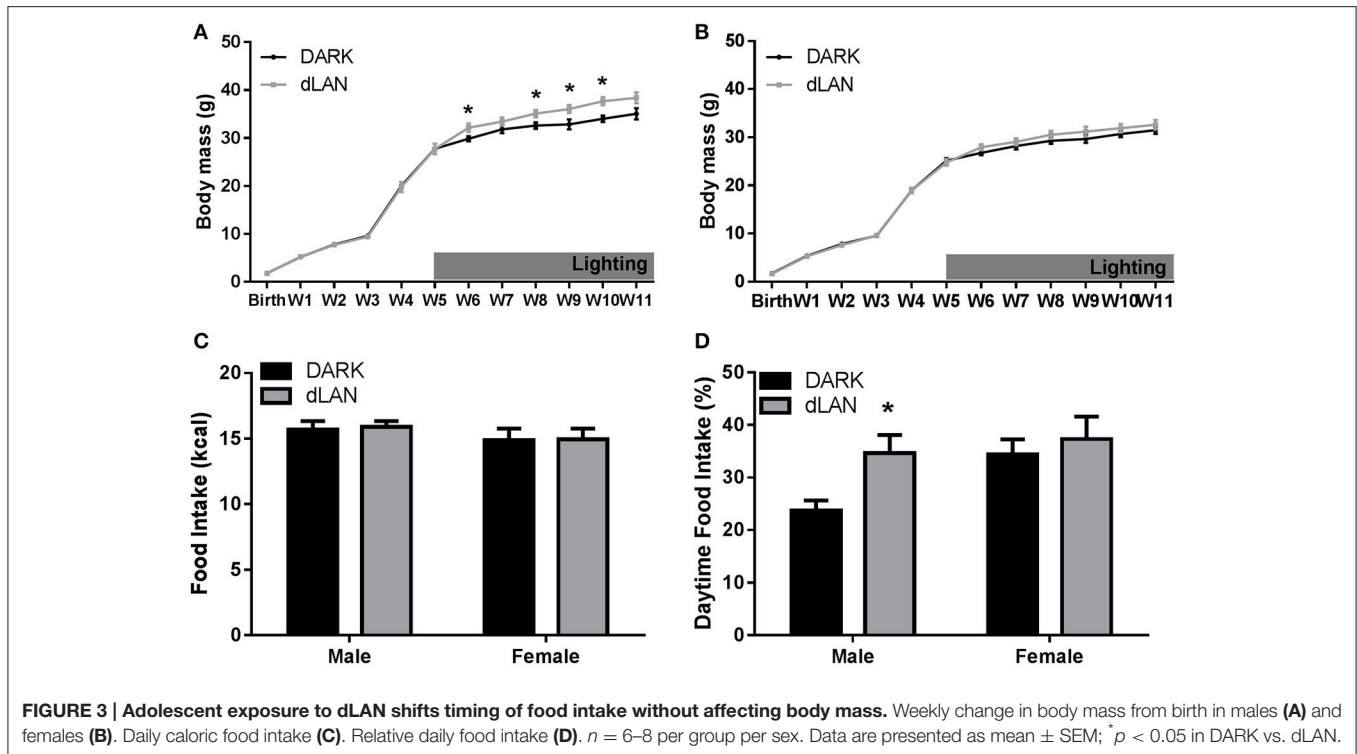 A
DARK
dLAN
Body mass (g)
50
40
30
20
10
0
* * * *
Lighting
Birth W1 W2 W3 W4 W5 W6 W7 W8 W9 W10 W11
B
DARK
dLAN
Body mass (g)
50
40
30
20
10
0
Lighting
Birth W1 W2 W3 W4 W5 W6 W7 W8 W9 W10 W11
C
DARK
dLAN
Food Intake (kcal)
20
15
10
5
0
Male Female
D
DARK
dLAN
Daytime Food Intake (%)
50
40
30
20
10
0
*
Male Female
FIGURE 3 | Adolescent exposure to dLAN shifts timing of food intake without affecting body mass. Weekly change in body mass from birth in males (A) and
females (B). Daily caloric food intake (C). Relative daily food intake (D). n = 6–8 per group per sex. Data are presented as mean ± SEM; *p < 0.05 in DARK vs. dLAN.